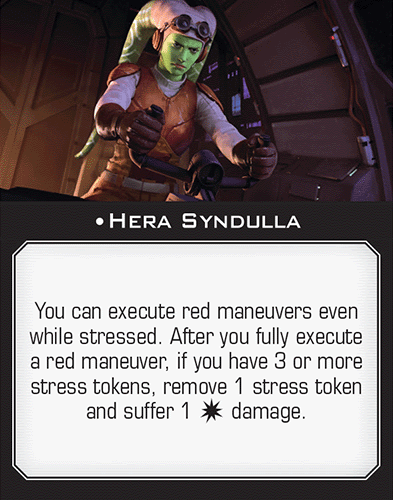 •Hera Syndulla
You can execute red maneuvers even
while stressed. After you fully execute
a red maneuver, if you have 3 or more
stress tokens, remove 1 stress token
and suffer 1 damage.